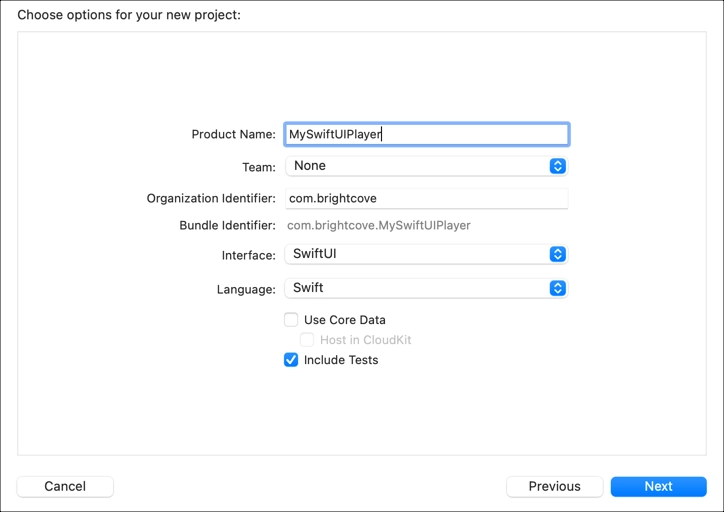 Choose options for your new project:
Product Name: MySwiftUIPlayer
Team: None
Organization Identifier: com.brightcove
Bundle Identifier: com.brightcove.MySwiftUIPlayer
Interface: SwiftUI
Language: Swift
Use Core Data
Host in CloudKit
Include Tests
Cancel Previous Next